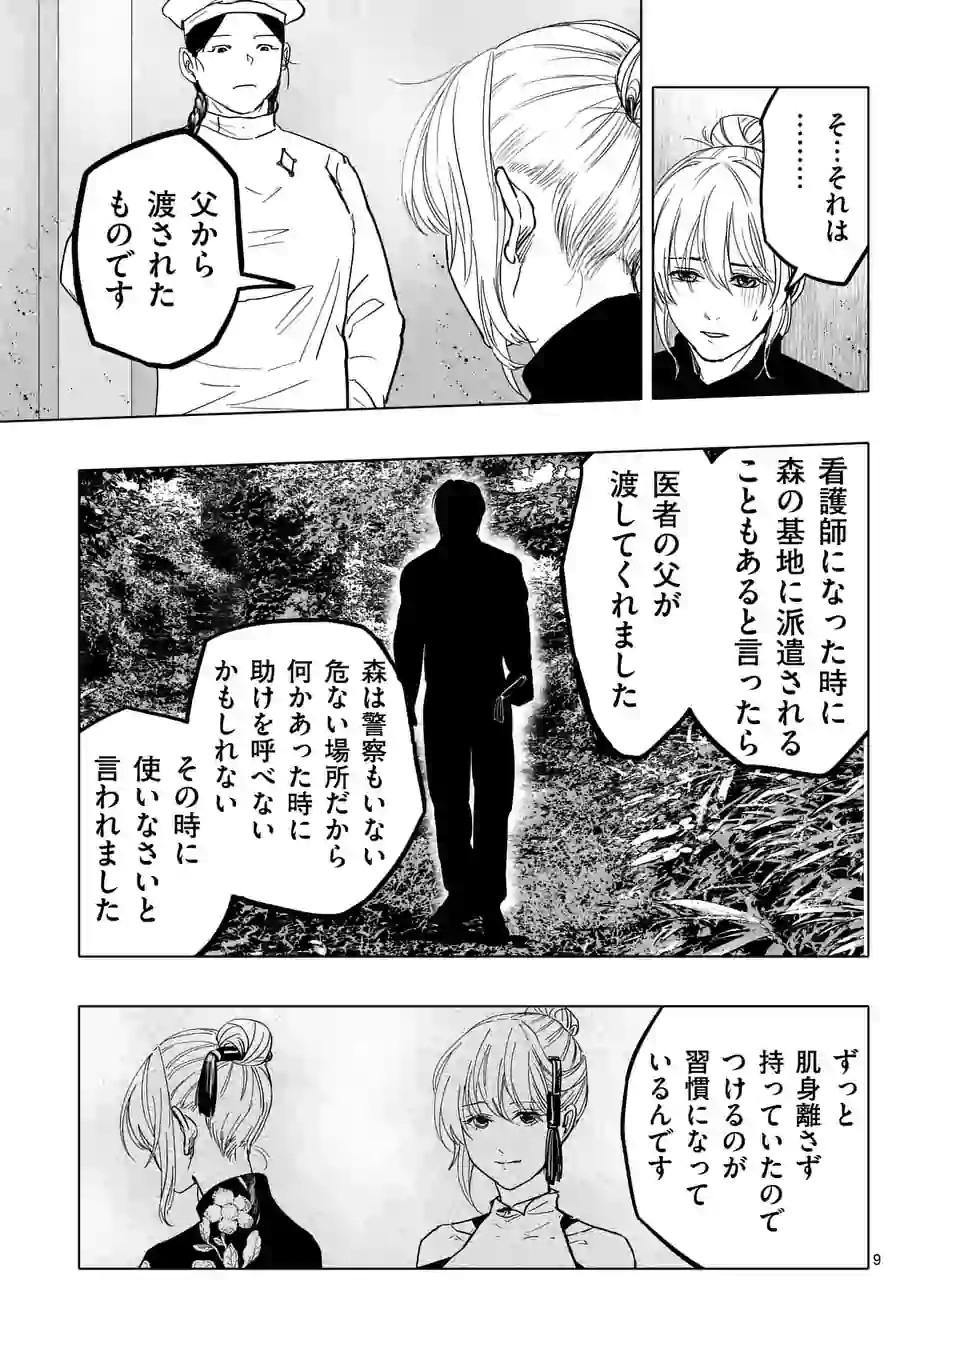 そ…それは
………
父から
渡された
ものです
看護師になった時に
森の基地に派遣される
こともあると言ったら
医者の父が
渡してくれました
森は警察もいない
危ない場所だから
何かあった時に
助けを呼べない
かもしれない
その時に
使いなさいと
言われました
ずっと
肌身離さず
持っていたので
つけるのが
習慣になって
いるんです
9